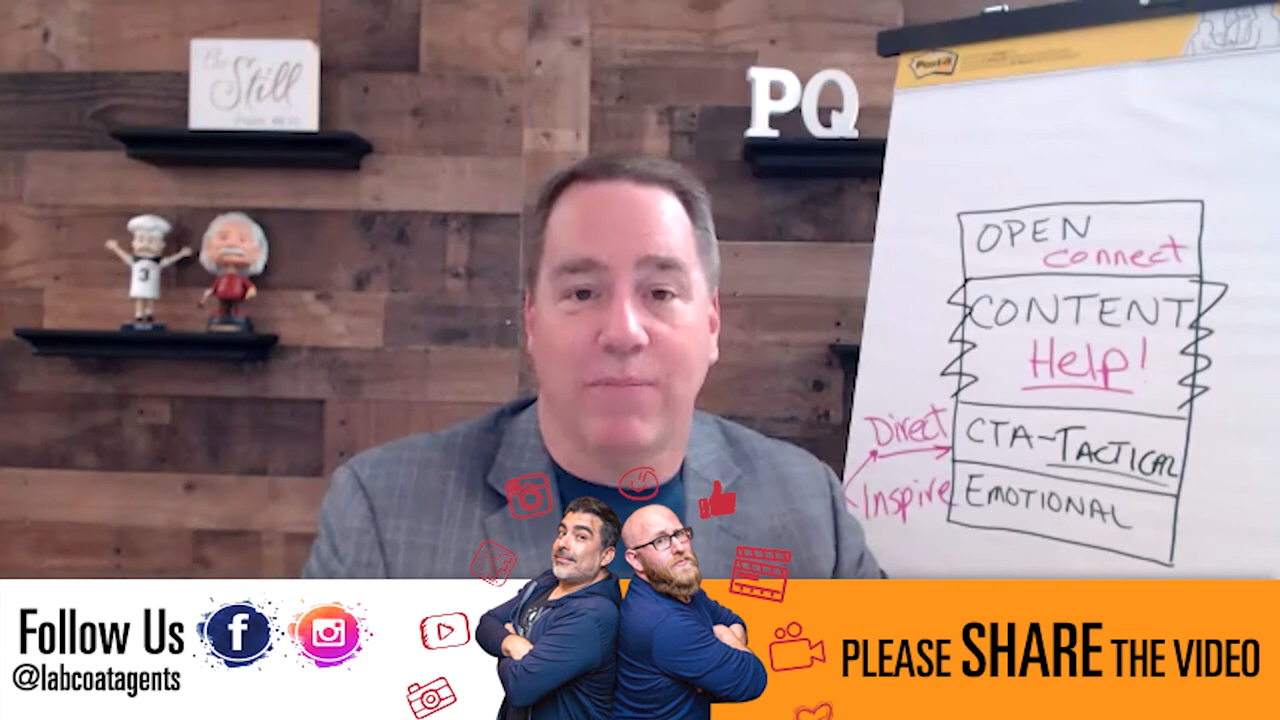 Be
Still
PQ
Post-it
OPEN
connect
CONTENT
Help!
Direct
CTA-TACTICAL
Inspire
EMOTIONAL
3
Follow Us
@labcoatagents
PLEASE SHARE THE VIDEO